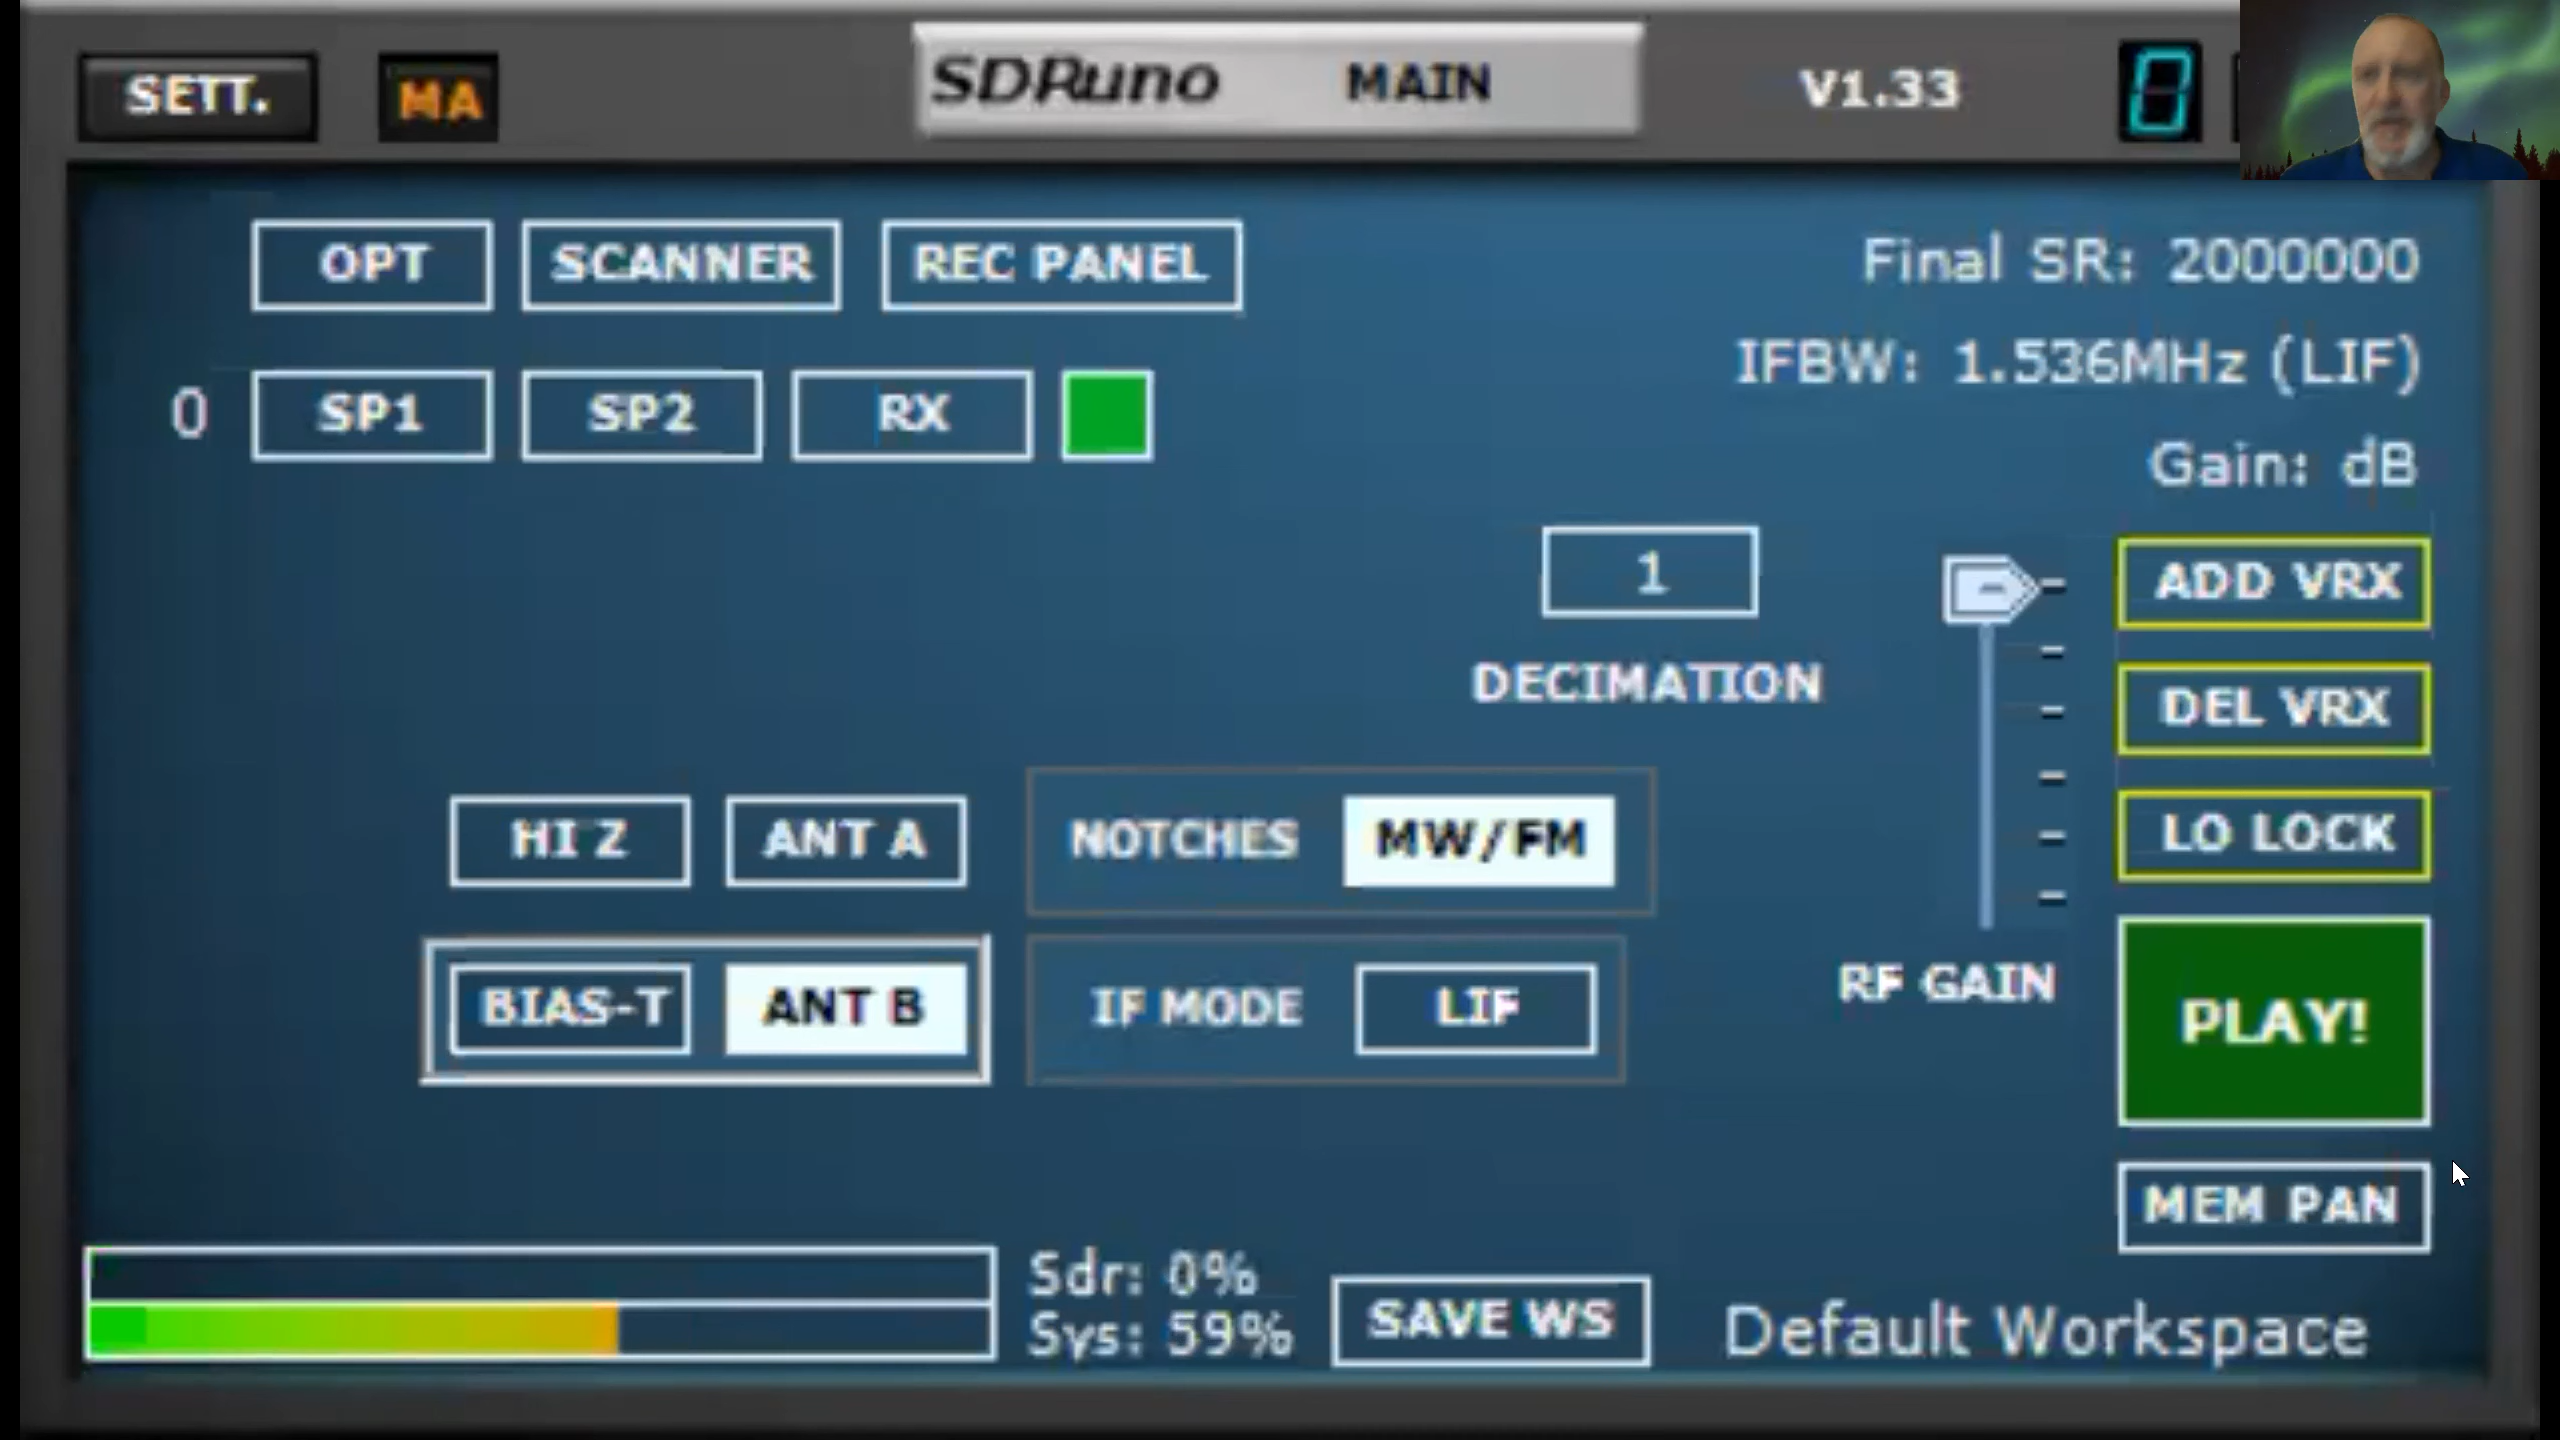 SETT. MA SDRuno MAIN V1.33 0
OPT SCANNER REC PANEL Final SR: 2000000
0 SP1 SP2 RX IFBW: 1.536MHz (LIF)
Gain: dB
1 ADD VRX
DECIMATION DEL VRX
HI Z ANT A NOTCHES MW/FM LO LOCK
BIAS-T ANT B IF MODE LIF RF GAIN PLAY!
MEM PAN
Sdr: 0%
Sys: 59% SAVE WS Default Workspace